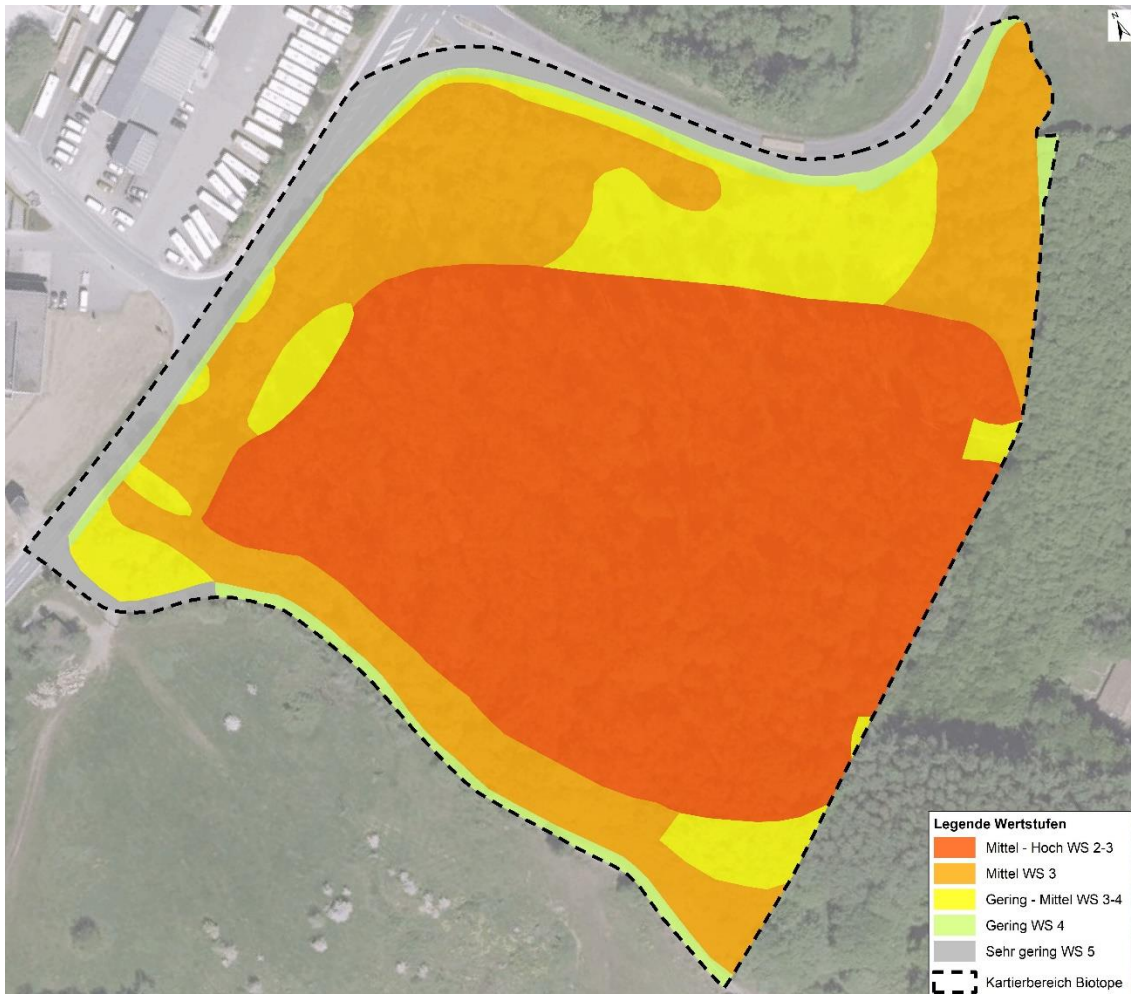 N
Legende Wertstufen
Mittel - Hoch WS 2-3
Mittel WS 3
Gering - Mittel WS 3-4
Gering WS 4
Sehr gering WS 5
Kartierbereich Biotope